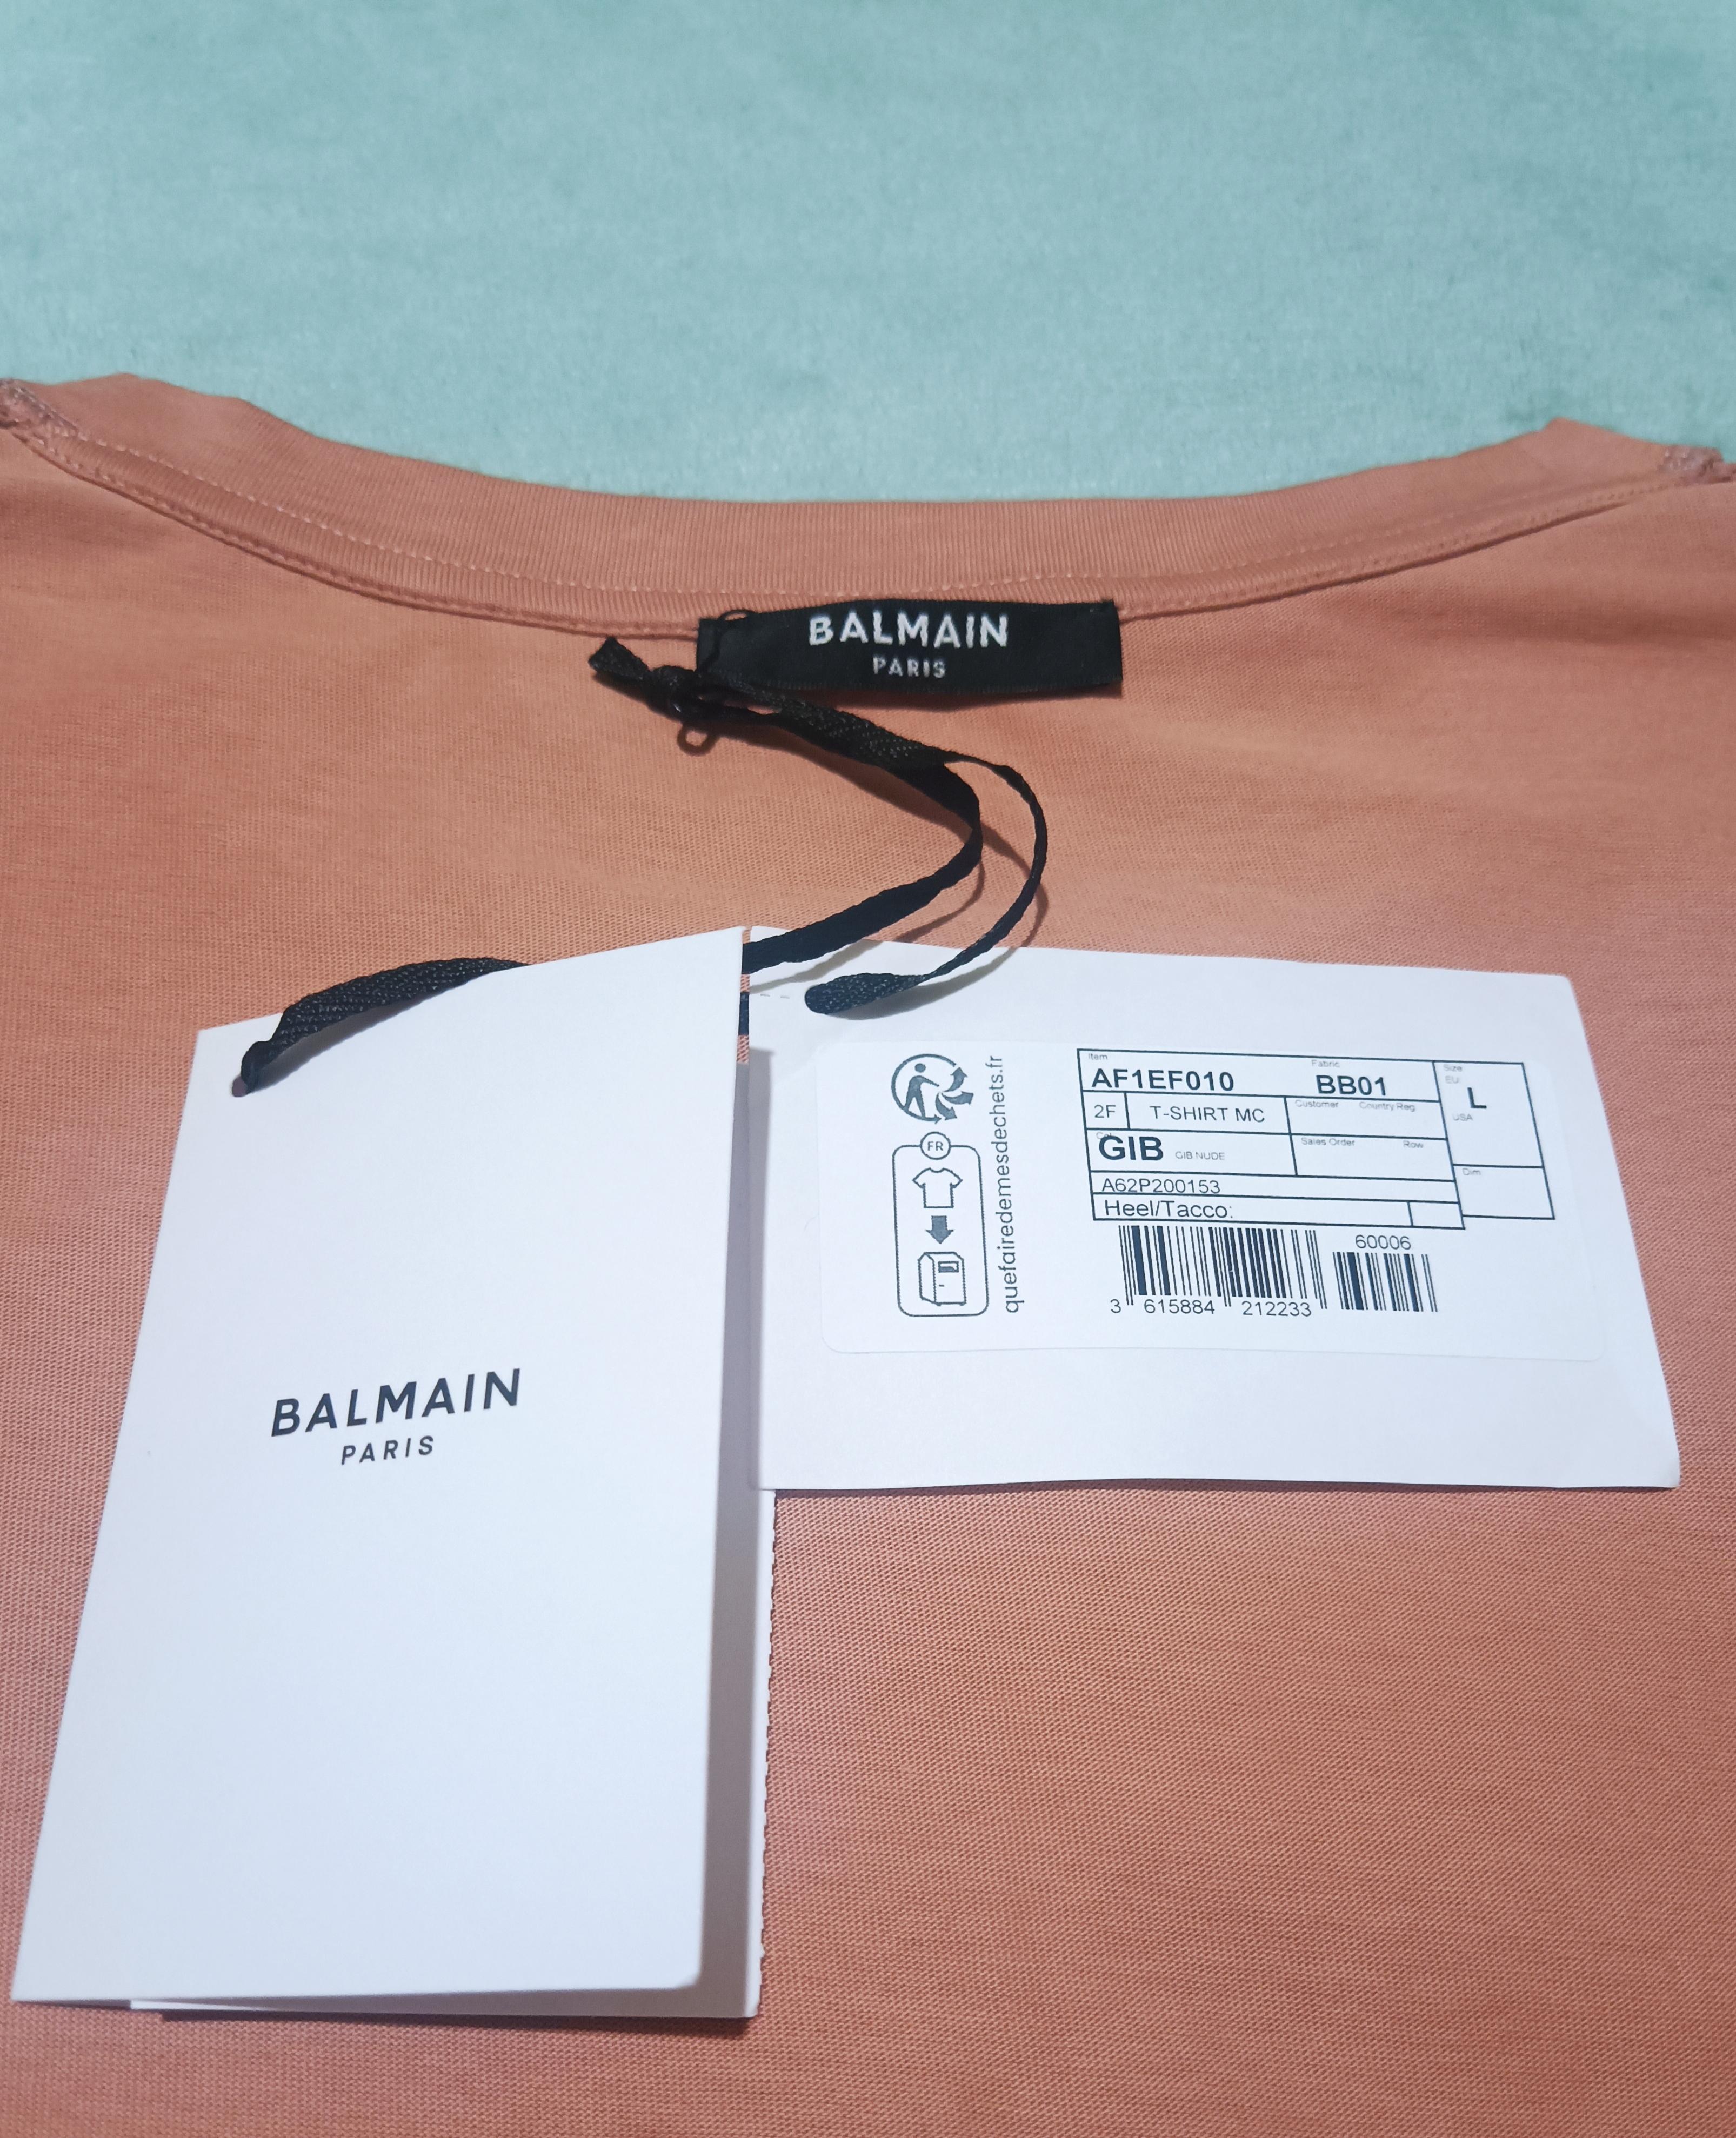 BALMAIN
PARIS
BALMAIN
PARIS
quefairedemesdechets.fr
FR
Item
AF1EF010
Fabric
BB01
Size
EU
L
USA
2F
T-SHIRT MC
Customer
Country Reg.
GIB
GIB NUDE
Sales Order
Row
Dim
A62P200153
Heel/Tacco:
60006
3 615884 212233